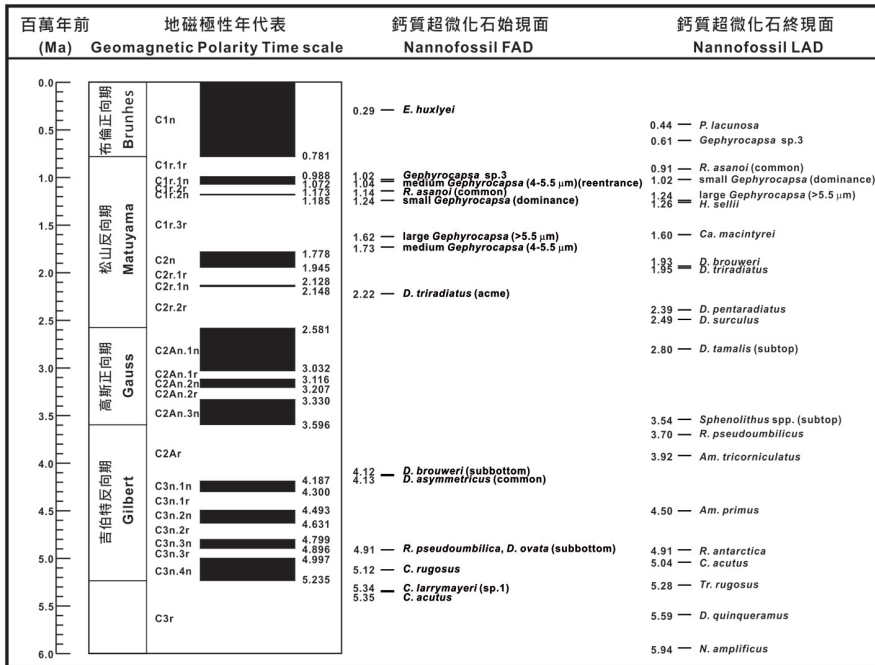 百萬年前 地磁極性年代表 鈣質超微化石始現面 鈣質超微化石終現面
(Ma) Geomagnetic Polarity Time scale Nannofossil FAD Nannofossil LAD
0.0
0.5
1.0
1.5
2.0
2.5
3.0
3.5
4.0
4.5
5.0
5.5
6.0
布倫正向期 Brunhes
松山反向期 Matuyama
高斯正向期 Gauss
吉伯特反向期 Gilbert
C1n
C1r.1r
C1r.1n
C1r.2r
C1r.2n
C1r.3r
C2n
C2r.1r
C2r.1n
C2r.2r
C2An.1n
C2An.1r
C2An.2n
C2An.2r
C2An.3n
C2Ar
C3n.1n
C3n.1r
C3n.2n
C3n.2r
C3n.3n
C3n.3r
C3n.4n
C3r
0.781
0.988
1.072
1.173
1.185
1.778
1.945
2.128
2.148
2.581
3.032
3.116
3.207
3.330
3.596
4.187
4.300
4.493
4.631
4.799
4.896
4.997
5.235
0.29 E. huxlyei
1.02 Gephyrocapsa sp.3
1.04 medium Gephyrocapsa (4-5.5 μm)(reentrance)
1.14 R. asanoi (common)
1.24 small Gephyrocapsa (dominance)
1.62 large Gephyrocapsa (>5.5 μm)
1.73 medium Gephyrocapsa (4-5.5 μm)
2.22 D. triradiatus (acme)
4.12 D. brouweri (subbottom)
4.13 D. asymmetricus (common)
4.91 R. pseudoumbilica, D. ovata (subbottom)
5.12 C. rugosus
5.34 C. larrymayeri (sp.1)
5.35 C. acutus
0.44 P. lacunosa
0.61 Gephyrocapsa sp.3
0.91 R. asanoi (common)
1.02 small Gephyrocapsa (dominance)
1.24 large Gephyrocapsa (>5.5 μm)
1.26 H. sellii
1.60 Ca. macintyrei
1.93 D. brouweri
1.95 D. triradiatus
2.39 D. pentaradiatus
2.49 D. surculus
2.80 D. tamalis (subtop)
3.54 Sphenolithus spp. (subtop)
3.70 R. pseudoumbilicus
3.92 Am. tricorniculatus
4.50 Am. primus
4.91 R. antarctica
5.04 C. acutus
5.28 Tr. rugosus
5.59 D. quinqueramus
5.94 N. amplificus